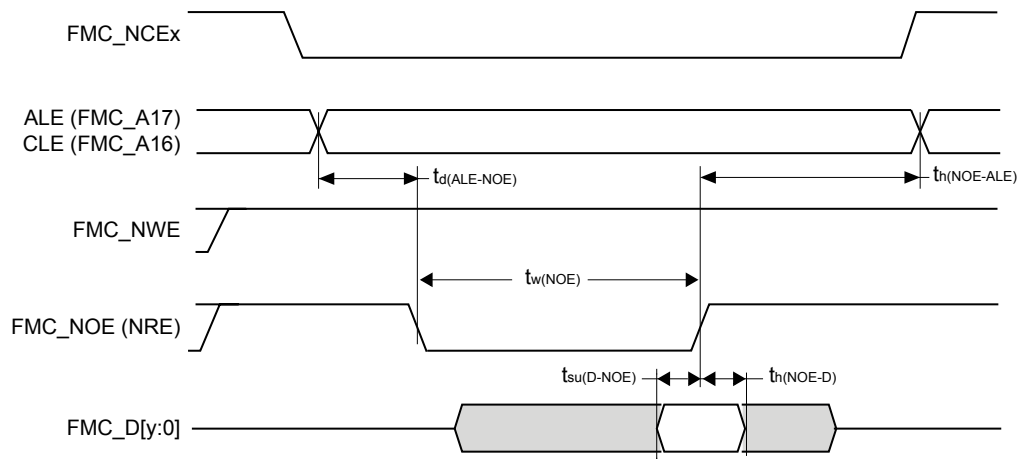 FMC_NCEx
ALE (FMC_A17)
CLE (FMC_A16)
td(ALE-NOE)
th(NOE-ALE)
FMC_NWE
tw(NOE)
FMC_NOE (NRE)
tsu(D-NOE)
th(NOE-D)
FMC_D[y:0]